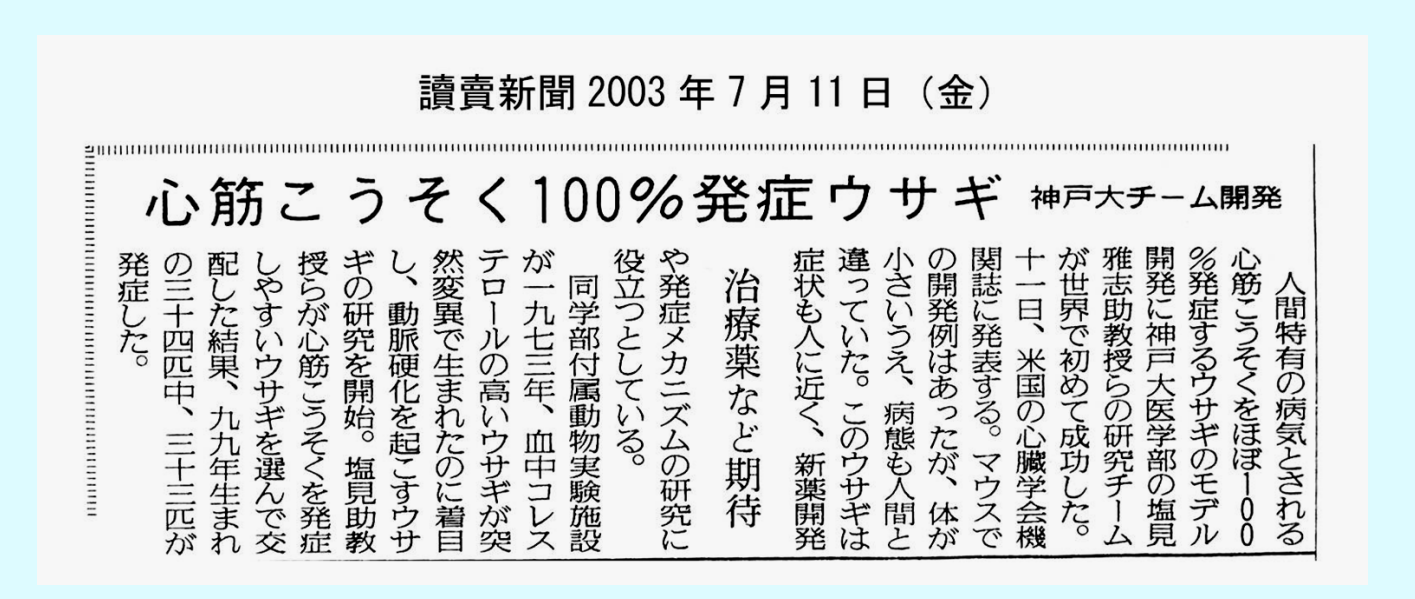 讀賣新聞 2003 年 7 月 11 日（金）
心筋こうそく100％発症ウサギ 神戸大チーム開発
人間特有の病気とされる
心筋こうそくをほぼ100
％発症するウサギのモデル
開発に神戸大医学部の塩見
雅志助教授らの研究チーム
が世界で初めて成功した。
十一日、米国の心臓学会機
関誌に発表する。マウスで
の開発例はあったが、体が
小さいうえ、病態も人間と
違っていた。このウサギは
症状も人に近く、新薬開発
治療薬など期待
や発症メカニズムの研究に
役立つとしている。
同学部付属動物実験施設
が一九七三年、血中コレス
テロールの高いウサギが突
然変異で生まれたのに着目
し、動脈硬化を起こすウサ
ギの研究を開始。塩見助教
授らが心筋こうそくを発症
しやすいウサギを選んで交
配した結果、九九年生まれ
の三十四匹中、三十三匹が
発症した。